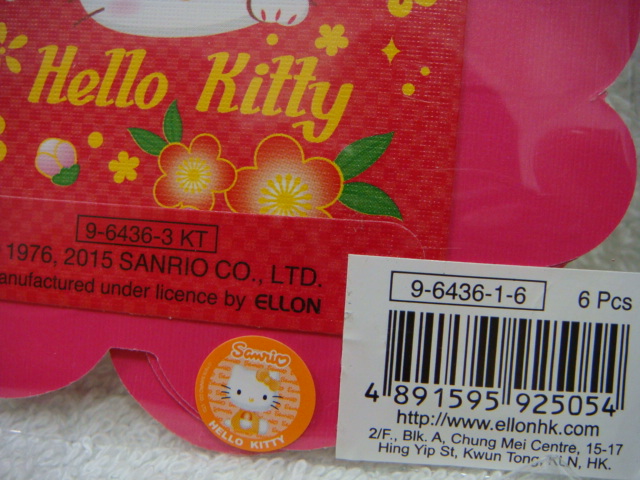 Hello Kitty
9-6436-3 KT
1976, 2015 SANRIO CO., LTD.
manufactured under licence by ELLON
9-6436-1-6 6 Pcs
4 891595 925054
http://www.ellonhk.com
2/F., Blk. A, Chung Mei Centre, 15-17
Hing Yip St, Kwun Tong, KLN, HK.
Sanrio
HELLO KITTY